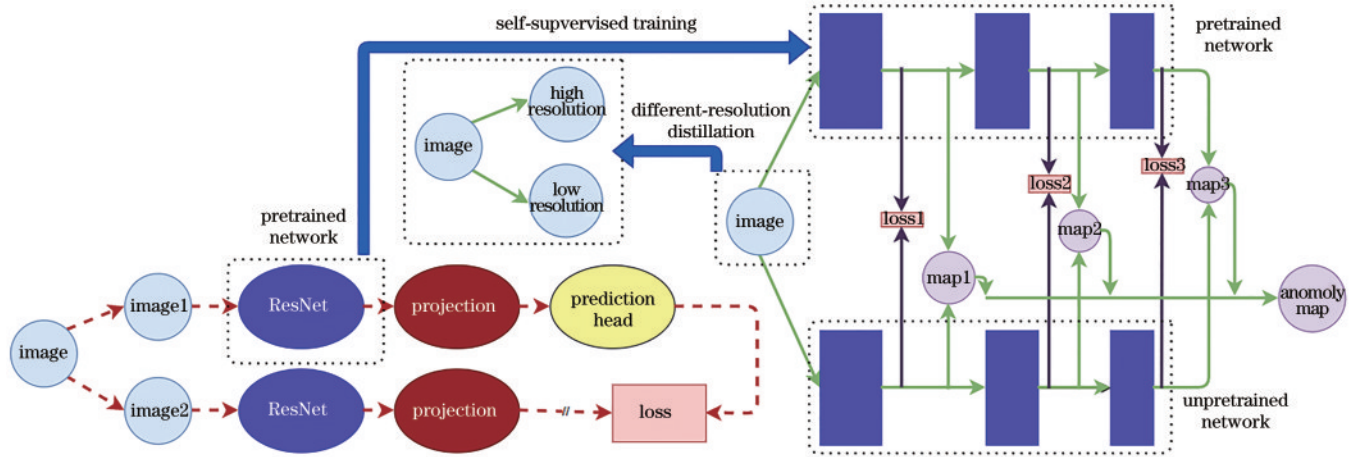 self-supvervised training
pretrained
network
high
resolution
image
low
resolution
different-resolution
distillation
image
loss1
loss2
loss3
map1
map2
map3
anomoly
map
pretrained
network
image
image1
ResNet
projection
prediction
head
image2
ResNet
projection
//
loss
unpretrained
network